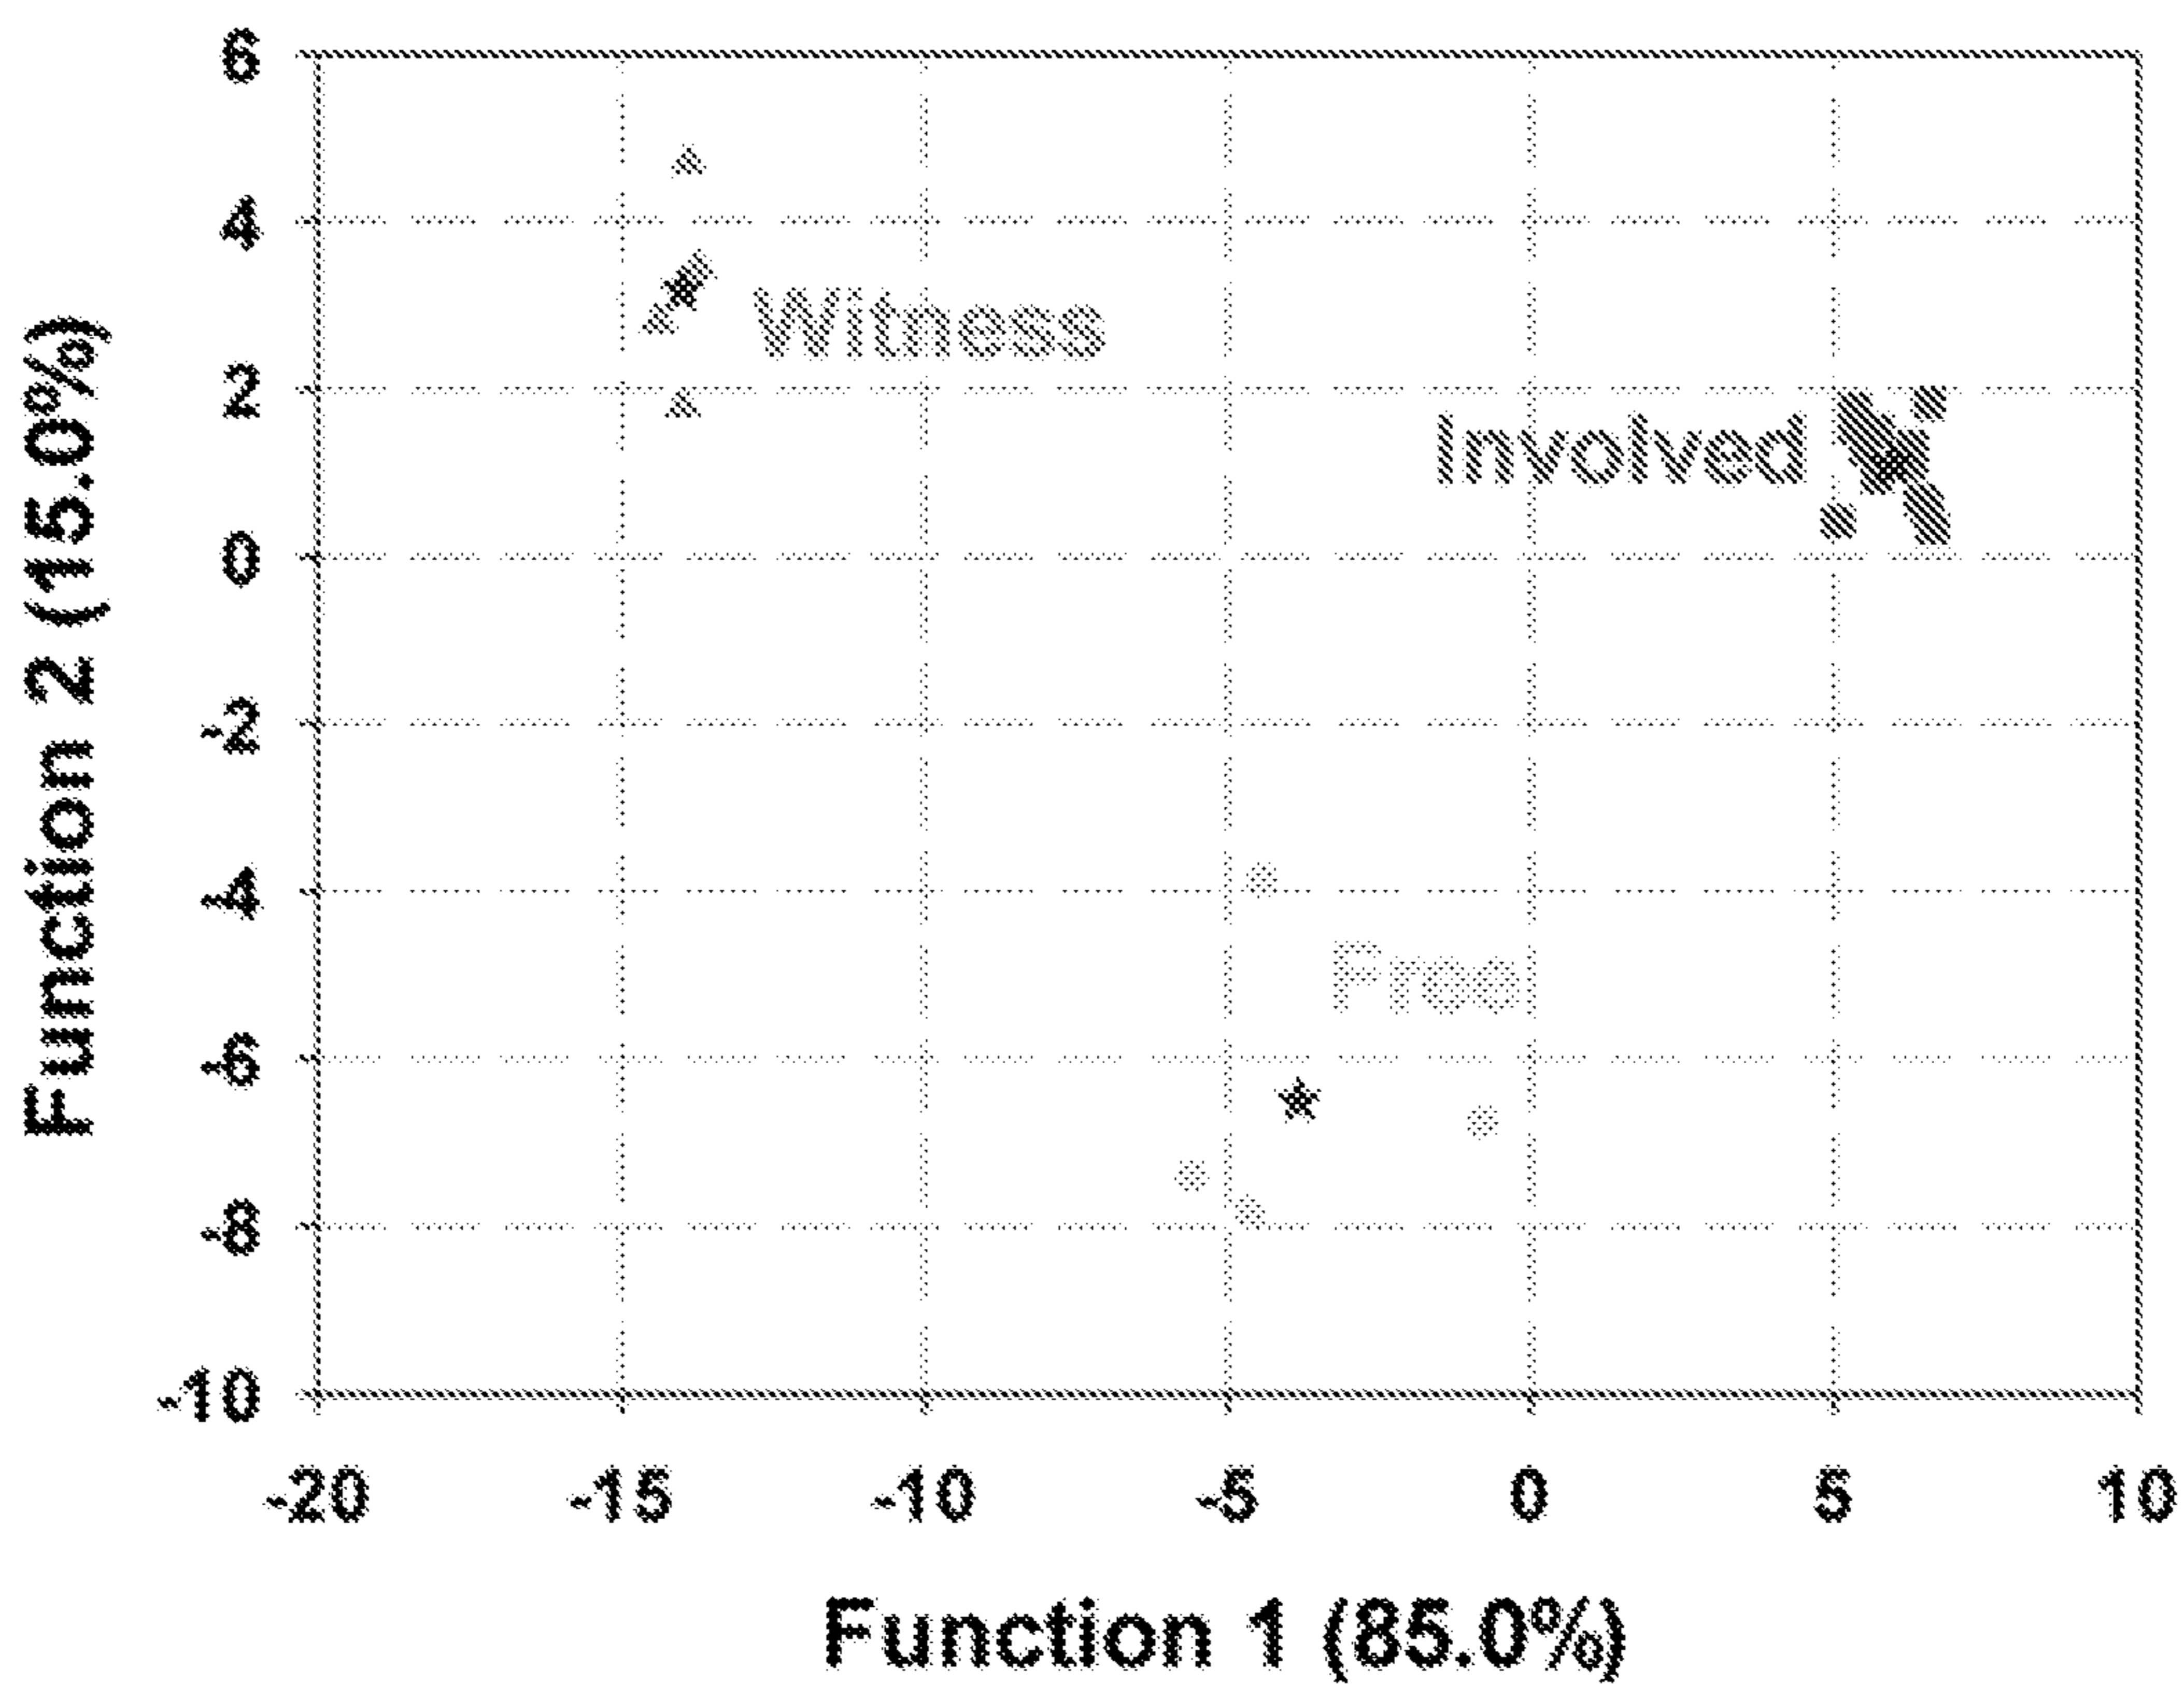 6
4
Witness
2
Involved
0
-2
-4
Free
-6
-8
-10
-20 -15 -10 -5 0 5 10
Function 1 (85.0%)
Function 2 (15.0%)